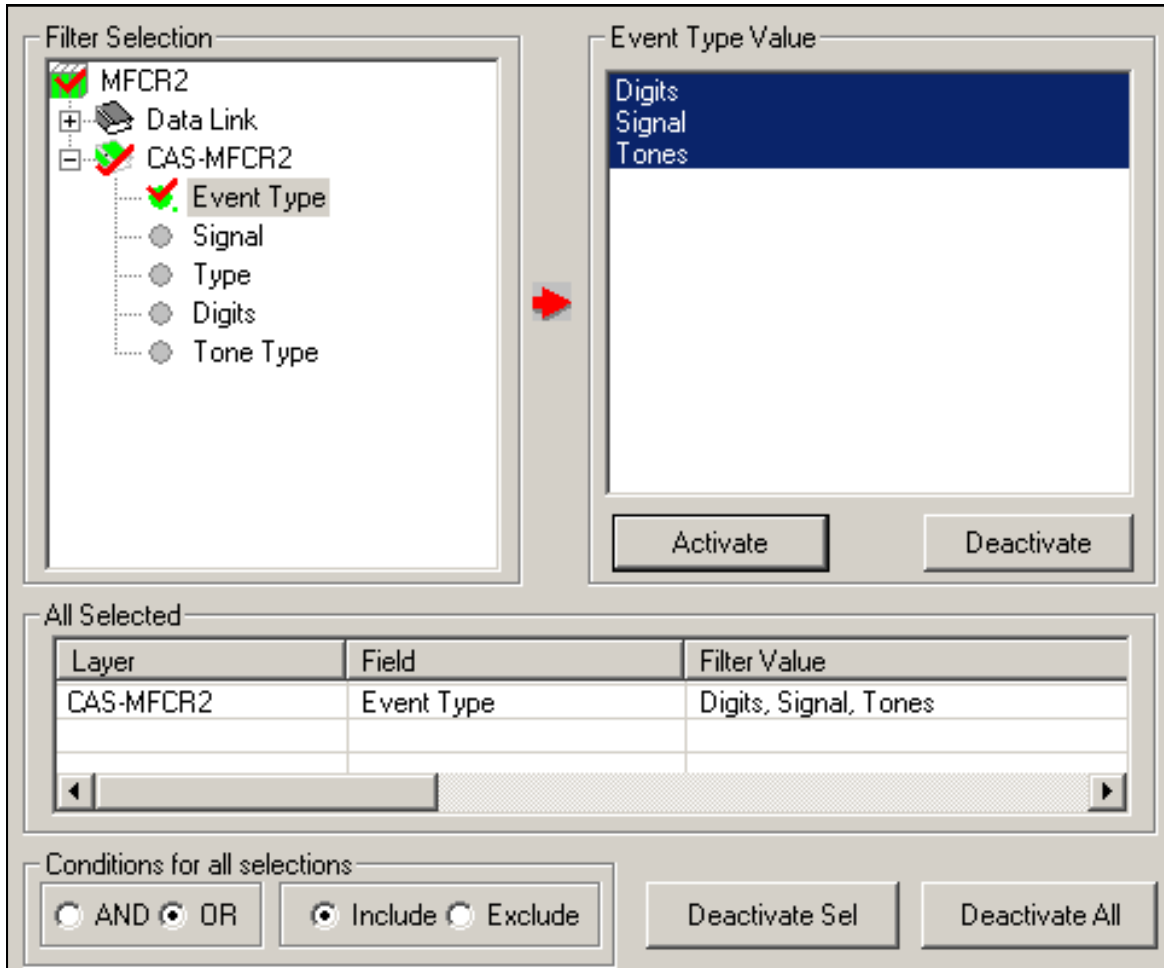 Filter Selection
MFCR2
Data Link
CAS-MFCR2
Event Type
Signal
Type
Digits
Tone Type
Event Type Value
Digits
Signal
Tones
Activate Deactivate
All Selected
Layer Field Filter Value
CAS-MFCR2 Event Type Digits, Signal, Tones
Conditions for all selections
AND OR Include Exclude Deactivate Sel Deactivate All